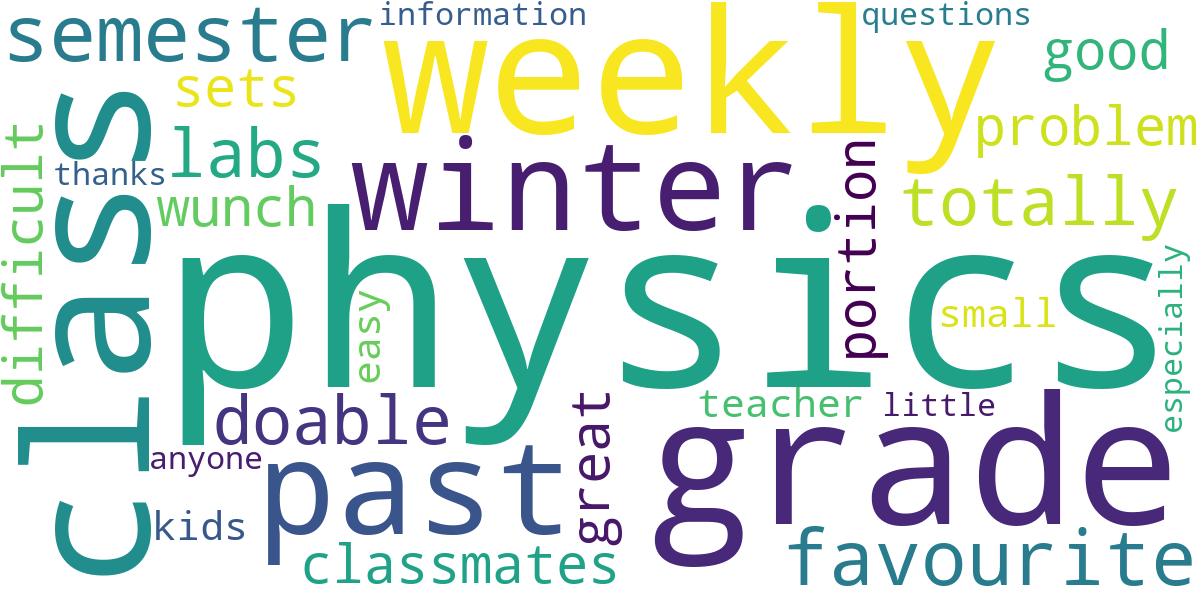 semester
information
weekly
questions
good
sets
problem
class
difficult
labs
winter
thanks
wunch
portion
totally
physics
easy
small
especially
doable
great
teacher
little
grade
anyone
past
kids
classmates
favourite